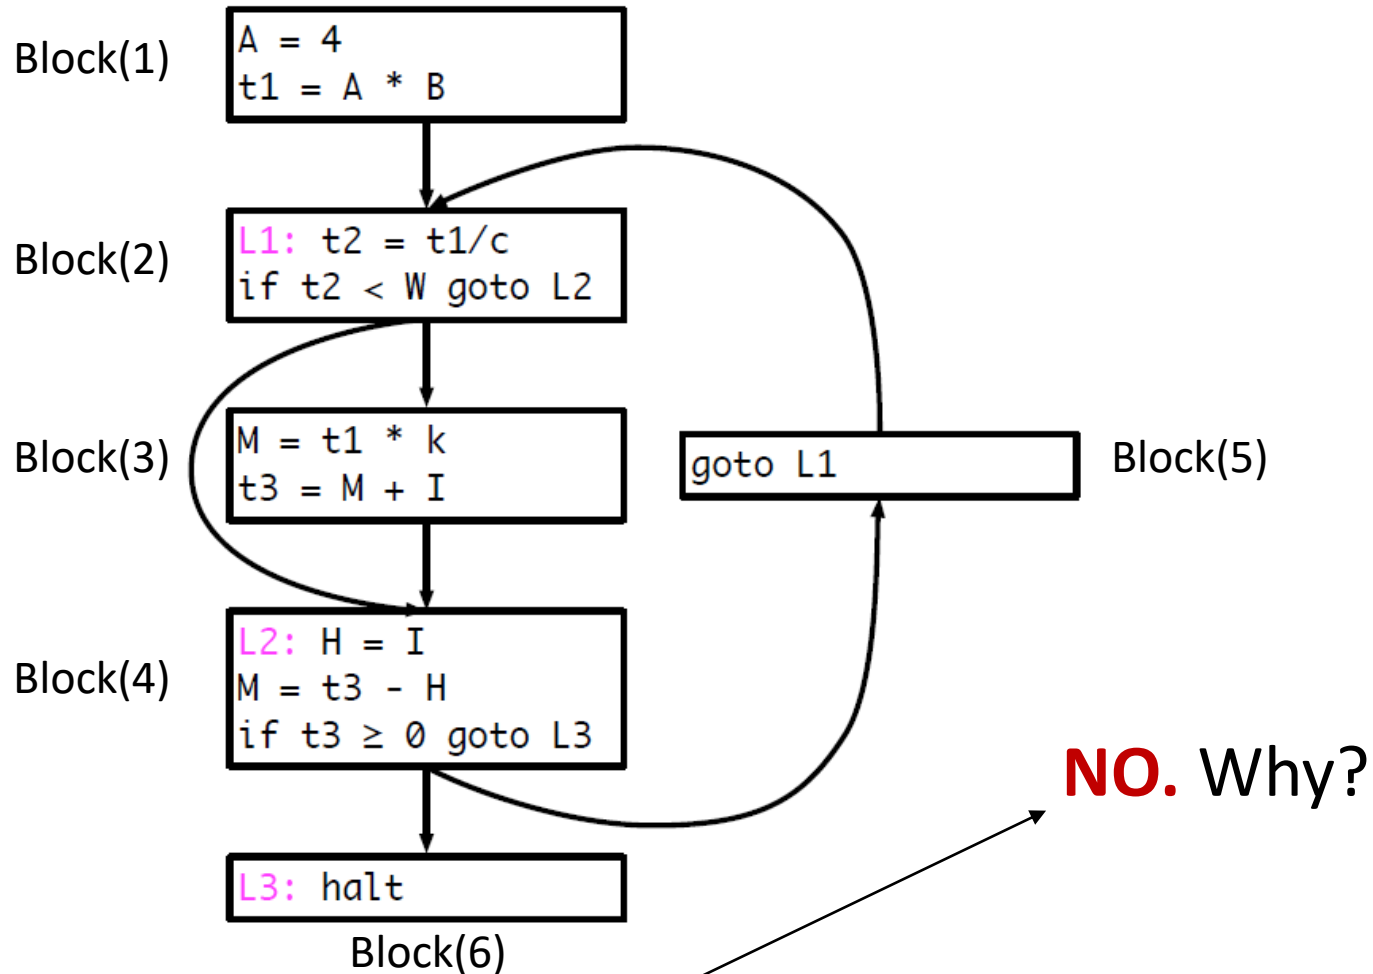 Block(1)
A = 4
t1 = A * B
Block(2)
L1: t2 = t1/c
if t2 < W goto L2
Block(3)
M = t1 * k
t3 = M + I
goto L1
Block(5)
Block(4)
L2: H = I
M = t3 - H
if t3 ≥ 0 goto L3
NO. Why?
L3: halt
Block(6)